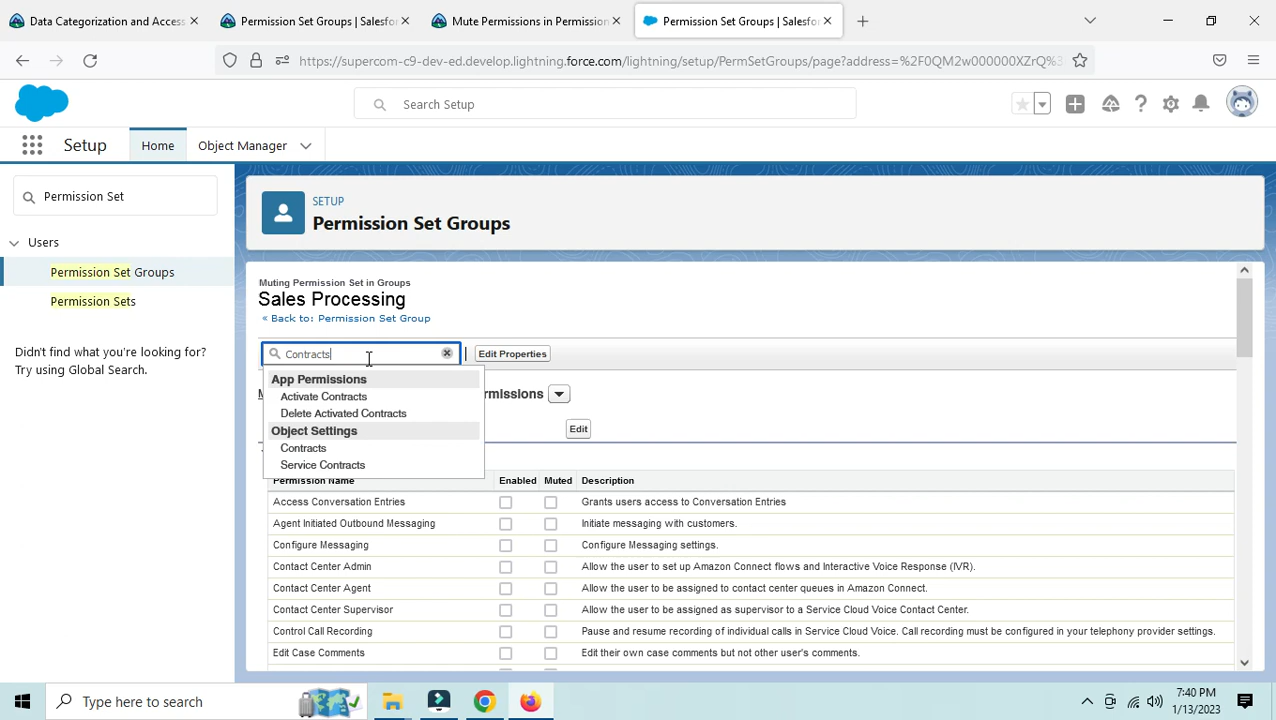 Data Categorization and Access
Permission Set Groups | Salesfor
Mute Permissions in Permission
Permission Set Groups | Salesfo
https://supercom-c9-dev-ed.develop.lightning.force.com/lightning/setup/PermSetGroups/page?address=%2F0QM2w000000XZrQ%3
Search Setup
Setup
Home
Object Manager
Permission Set
Users
Permission Set Groups
Permission Sets
Didn't find what you're looking for?
Try using Global Search.
SETUP
Permission Set Groups
Muting Permission Set in Groups
Sales Processing
« Back to: Permission Set Group
Contracts
Edit Properties
App Permissions
Activate Contracts
Delete Activated Contracts
Object Settings
Contracts
Service Contracts
rmissions
Edit
Permission Name Enabled Muted Description
Access Conversation Entries Grants users access to Conversation Entries
Agent Initiated Outbound Messaging Initiate messaging with customers.
Configure Messaging Configure Messaging settings.
Contact Center Admin Allow the user to set up Amazon Connect flows and Interactive Voice Response (IVR).
Contact Center Agent Allow the user to be assigned to contact center queues in Amazon Connect.
Contact Center Supervisor Allow the user to be assigned as supervisor to a Service Cloud Voice Contact Center.
Control Call Recording Pause and resume recording of individual calls in Service Cloud Voice. Call recording must be configured in your telephony provider settings.
Edit Case Comments Edit their own case comments but not other user's comments.
Type here to search
7:40 PM
1/13/2023